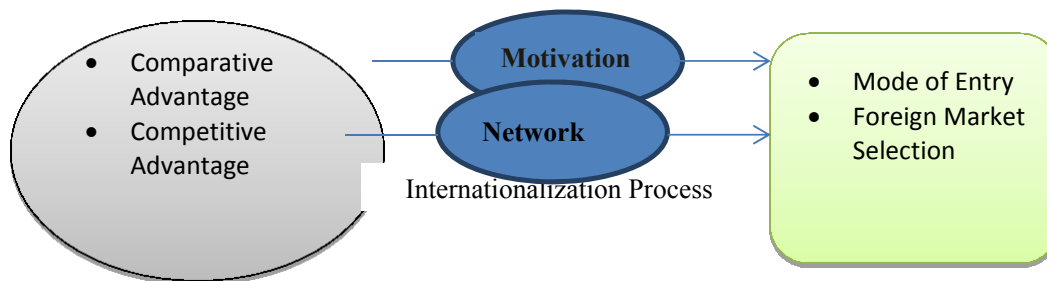 • Comparative
Advantage
• Competitive
Advantage
Motivation
Network
Internationalization Process
• Mode of Entry
• Foreign Market
Selection